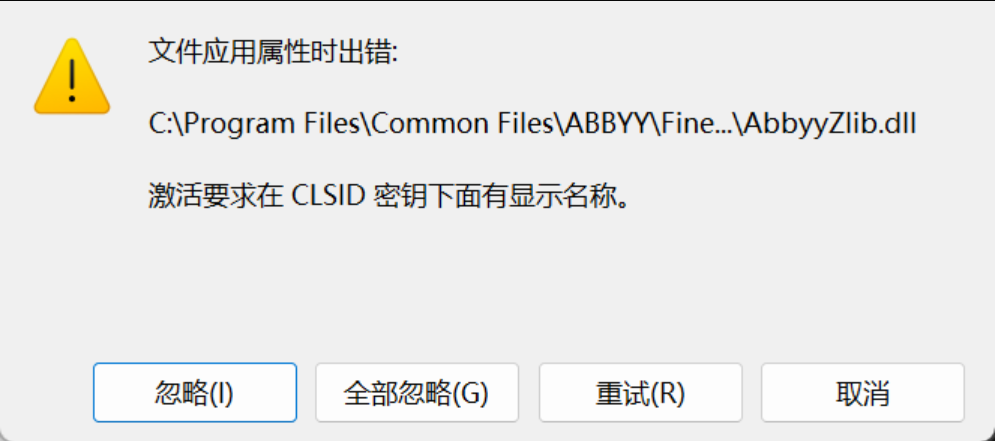 文件应用属性时出错:
C:\Program Files\Common Files\ABBYY\Fine...\AbbyyZlib.dll
激活要求在 CLSID 密钥下面有显示名称。
忽略(I) 全部忽略(G) 重试(R) 取消